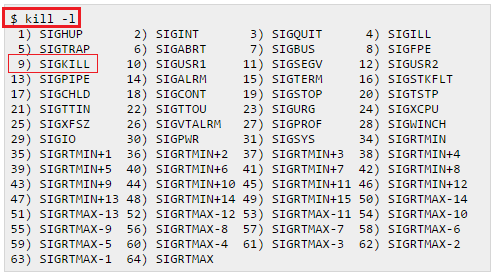 $ kill -l
1) SIGHUP 2) SIGINT 3) SIGQUIT 4) SIGILL
5) SIGTRAP 6) SIGABRT 7) SIGBUS 8) SIGFPE
9) SIGKILL 10) SIGUSR1 11) SIGSEGV 12) SIGUSR2
13) SIGPIPE 14) SIGALRM 15) SIGTERM 16) SIGSTKFLT
17) SIGCHLD 18) SIGCONT 19) SIGSTOP 20) SIGTSTP
21) SIGTTIN 22) SIGTTOU 23) SIGURG 24) SIGXCPU
25) SIGXFSZ 26) SIGVTALRM 27) SIGPROF 28) SIGWINCH
29) SIGIO 30) SIGPWR 31) SIGSYS 34) SIGRTMIN
35) SIGRTMIN+1 36) SIGRTMIN+2 37) SIGRTMIN+3 38) SIGRTMIN+4
39) SIGRTMIN+5 40) SIGRTMIN+6 41) SIGRTMIN+7 42) SIGRTMIN+8
43) SIGRTMIN+9 44) SIGRTMIN+10 45) SIGRTMIN+11 46) SIGRTMIN+12
47) SIGRTMIN+13 48) SIGRTMIN+14 49) SIGRTMIN+15 50) SIGRTMAX-14
51) SIGRTMAX-13 52) SIGRTMAX-12 53) SIGRTMAX-11 54) SIGRTMAX-10
55) SIGRTMAX-9 56) SIGRTMAX-8 57) SIGRTMAX-7 58) SIGRTMAX-6
59) SIGRTMAX-5 60) SIGRTMAX-4 61) SIGRTMAX-3 62) SIGRTMAX-2
63) SIGRTMAX-1 64) SIGRTMAX